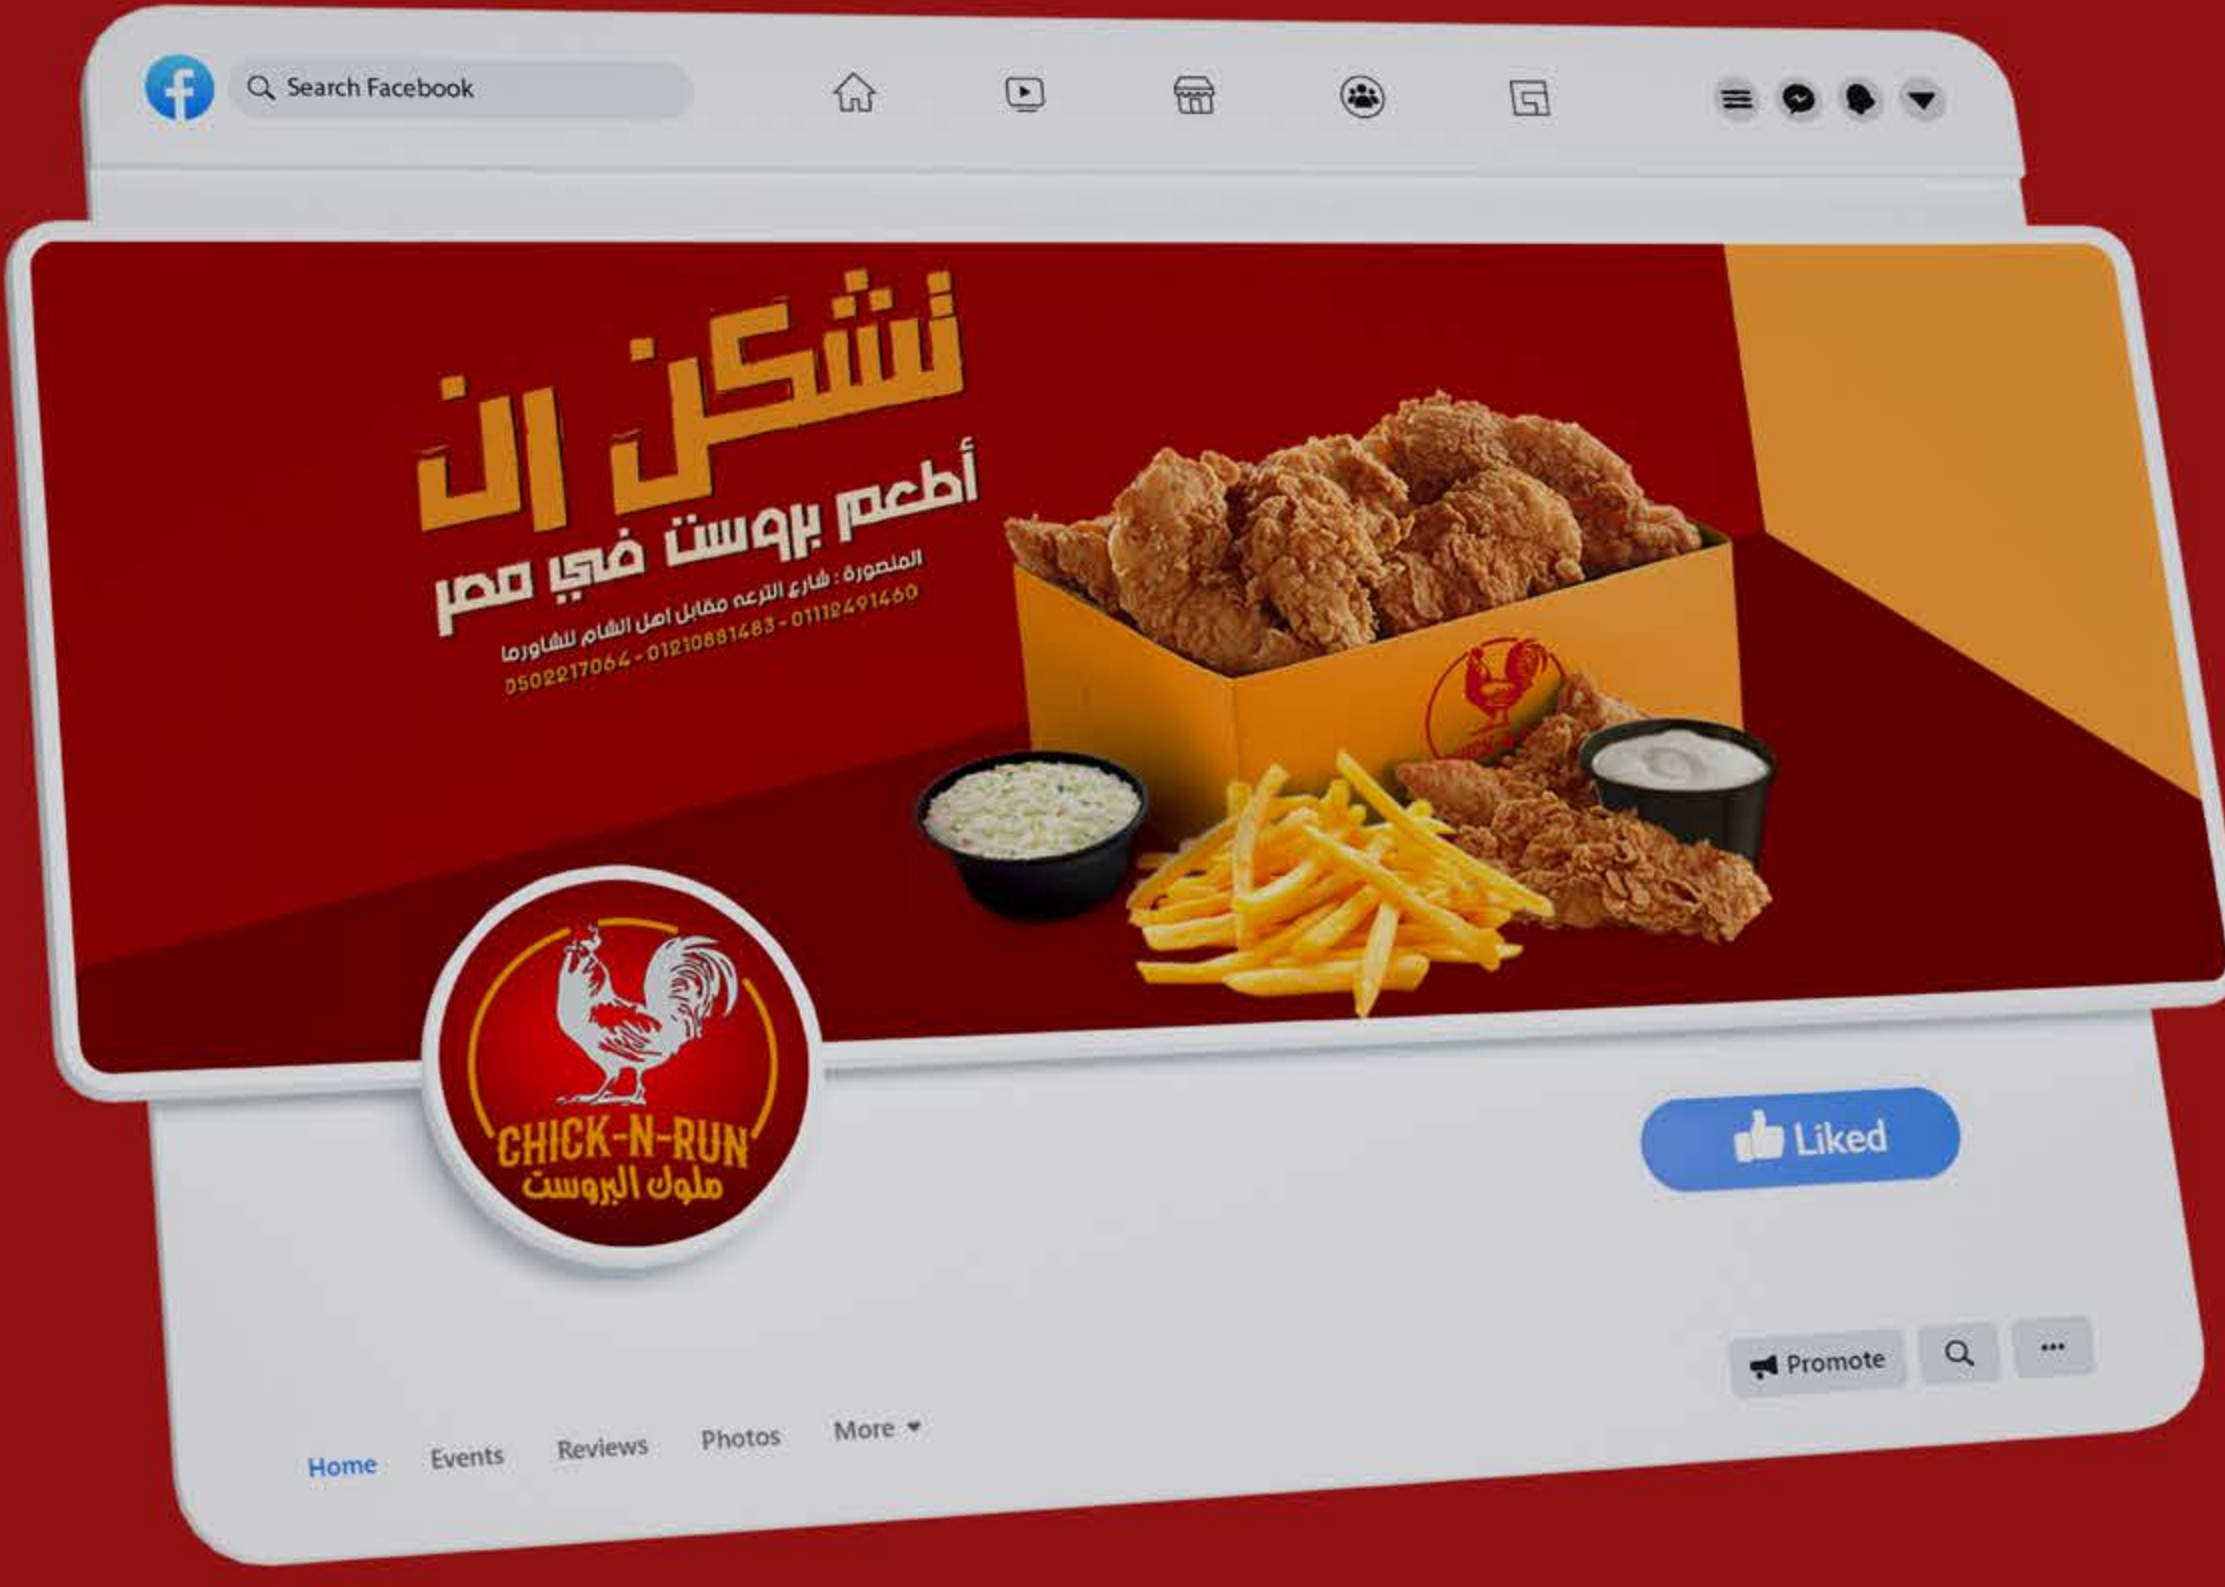 Search Facebook
تشكن ان
أطعم بروست في مصر
المنصورة : شارع الترعه مقابل اهل الشام للشاورما
0502217064 - 01210881483 - 01112491460
CHICK-N-RUN
ملوك البروست
Liked
Promote
Home Events Reviews Photos More